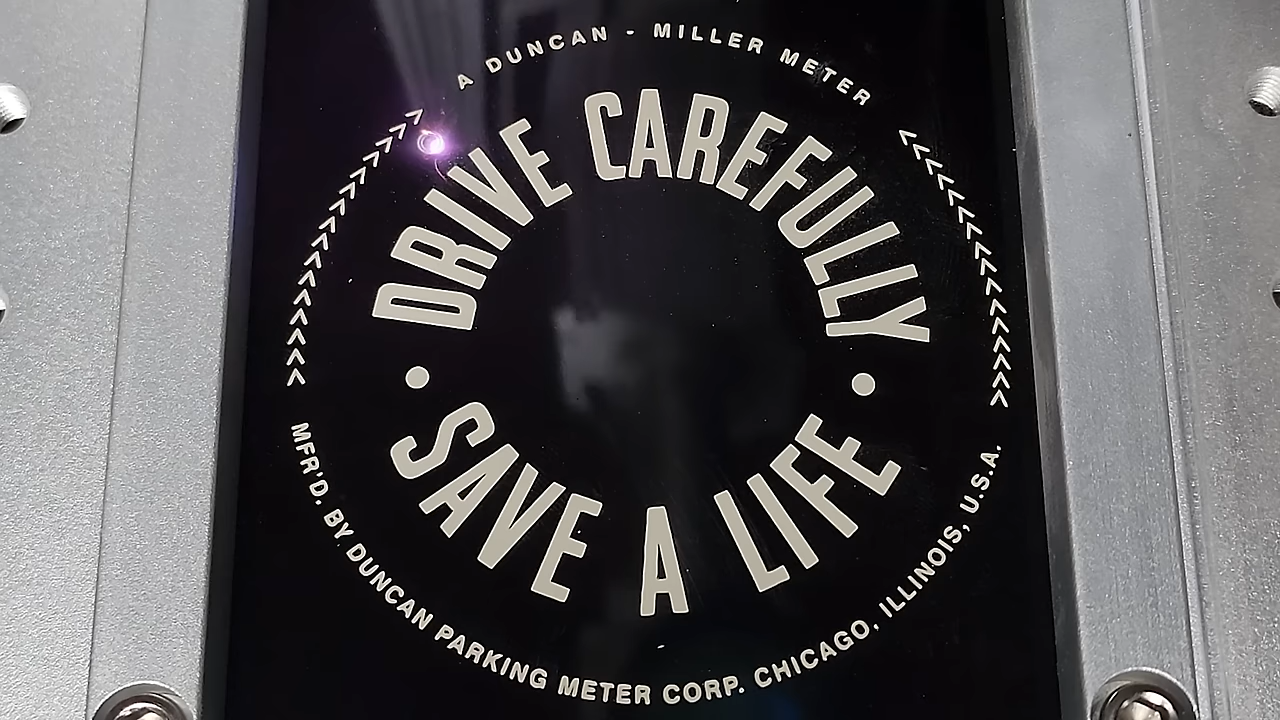 A DUNCAN - MILLER METER
DRIVE CAREFULLY
• SAVE A LIFE •
MFR'D. BY DUNCAN PARKING METER CORP. CHICAGO, ILLINOIS, U.S.A.